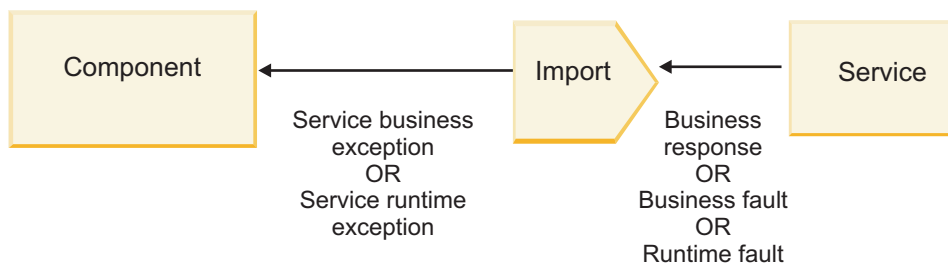 Component
Import
Service
Service business
exception
OR
Service runtime
exception
Business
response
OR
Business fault
OR
Runtime fault